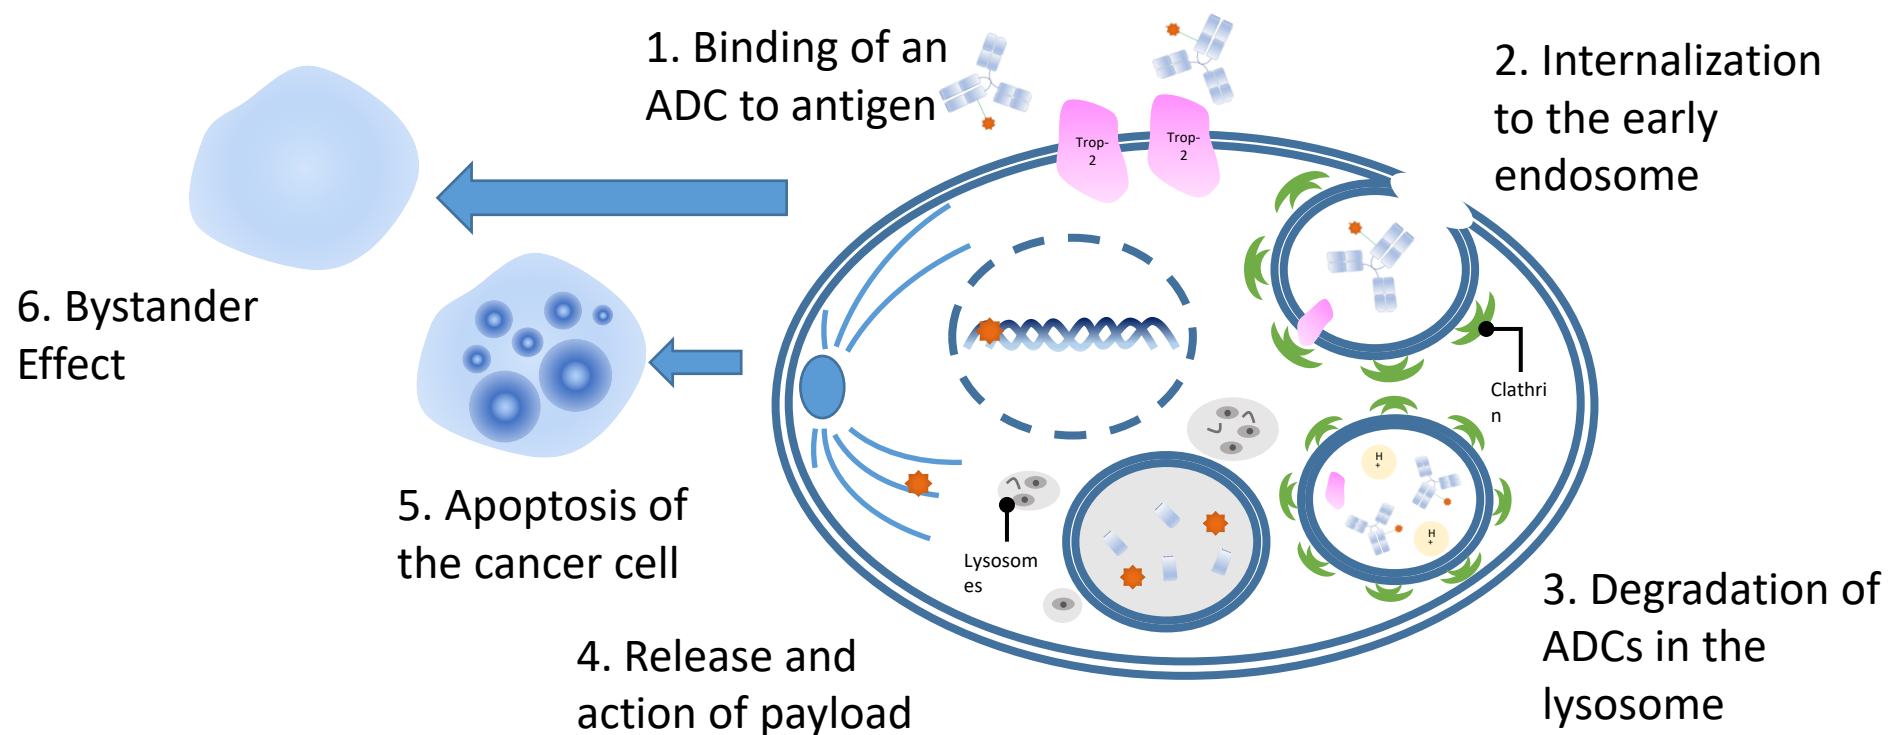 1. Binding of an
ADC to antigen
2. Internalization
to the early
endosome
Trop-
2
Trop-
2
6. Bystander
Effect
Clathri
n
H
+
H
+
5. Apoptosis of
the cancer cell
Lysosom
es
3. Degradation of
ADCs in the
lysosome
4. Release and
action of payload